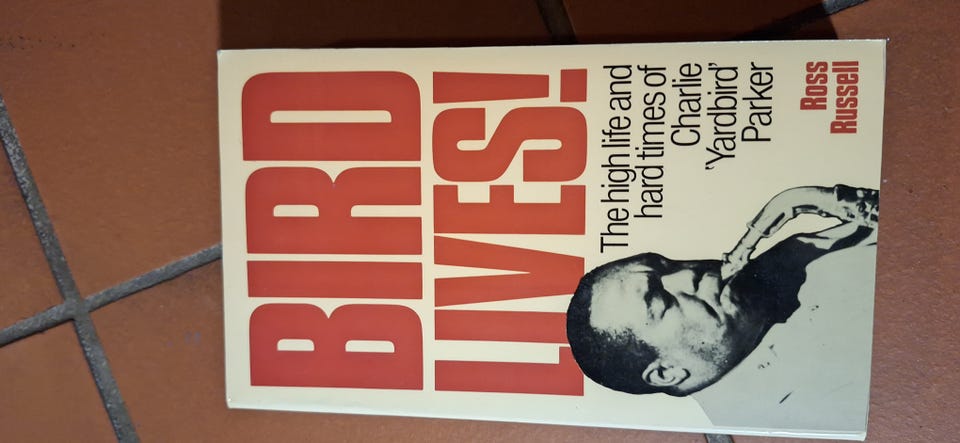 BIRD
LIVES!
The high life and
hard times of
Charlie
'Yardbird'
Parker
Ross
Russell